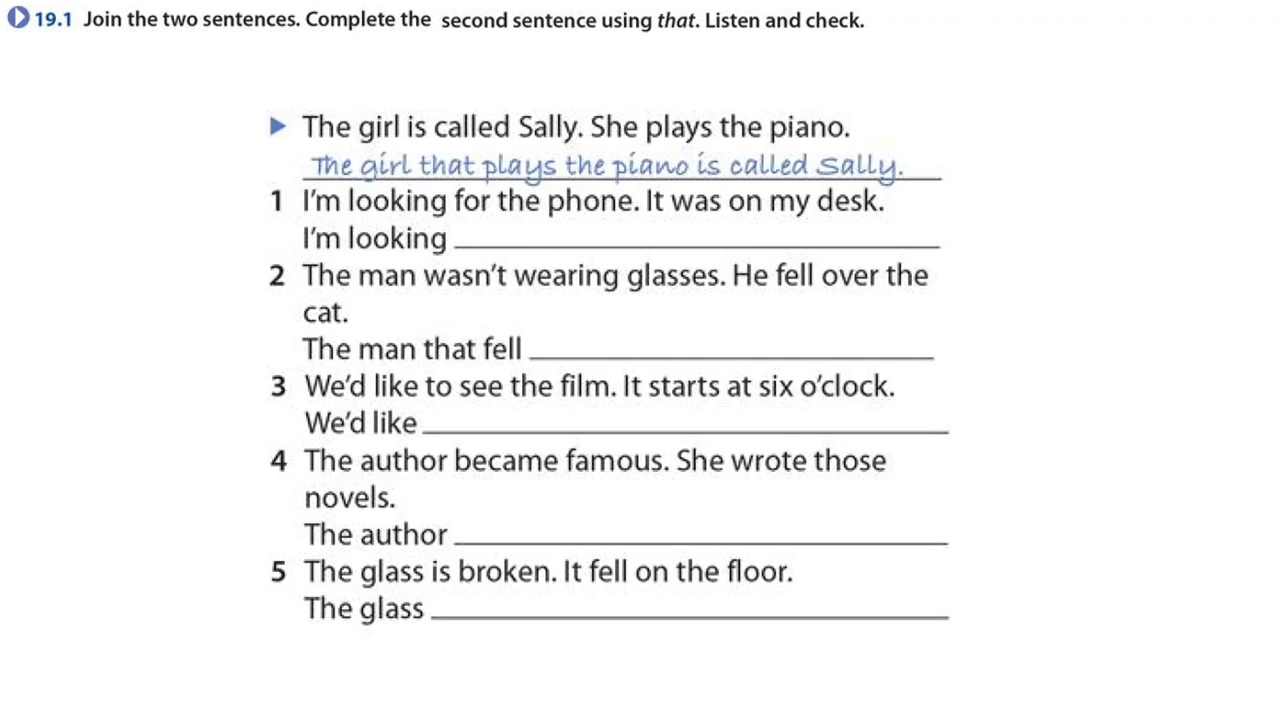 19.1 Join the two sentences. Complete the second sentence using that. Listen and check.
The girl is called Sally. She plays the piano.
The girl that plays the piano is called Sally.
1 I'm looking for the phone. It was on my desk.
I'm looking
2 The man wasn't wearing glasses. He fell over the
cat.
The man that fell
3 We'd like to see the film. It starts at six o'clock.
We'd like
4 The author became famous. She wrote those
novels.
The author
5 The glass is broken. It fell on the floor.
The glass